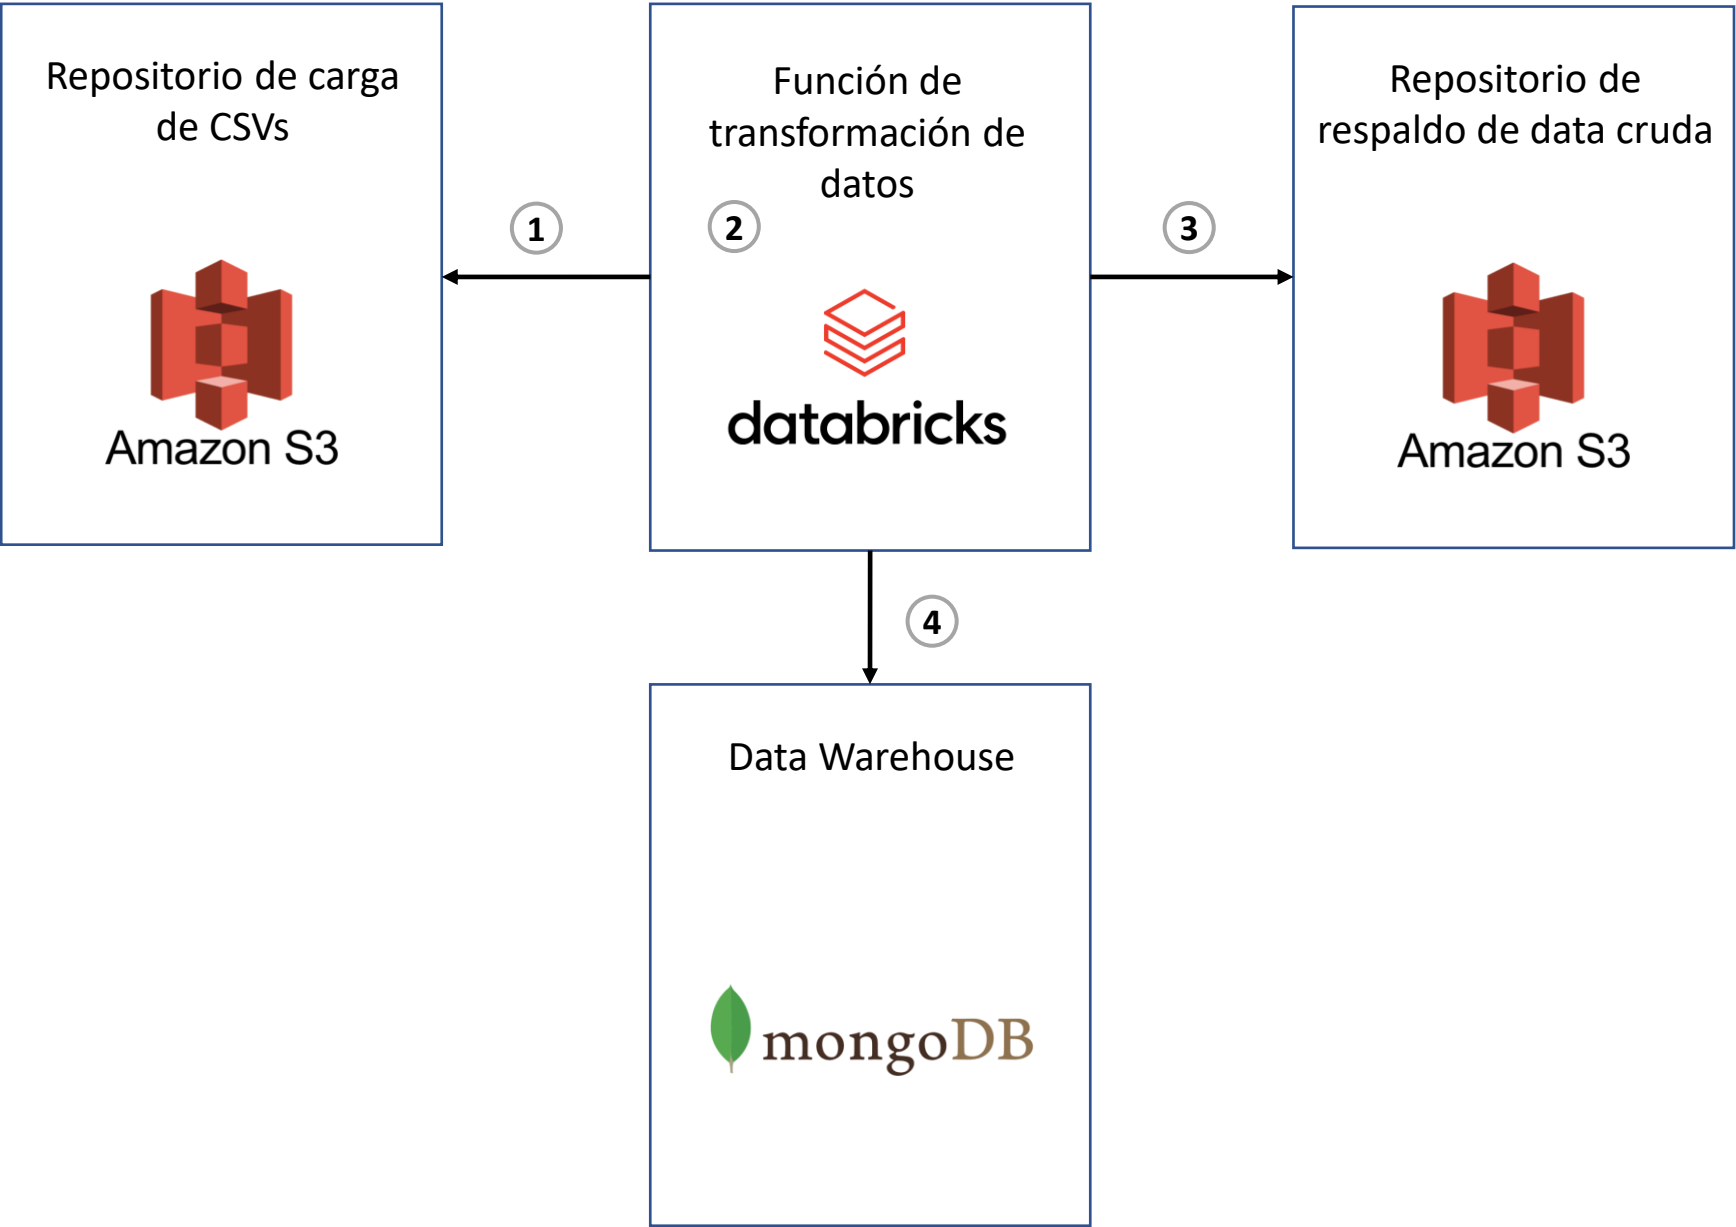 Repositorio de carga
de CSVs
Amazon S3
1
Función de
transformación de
datos
2
databricks
3
Repositorio de
respaldo de data cruda
Amazon S3
4
Data Warehouse
mongoDB